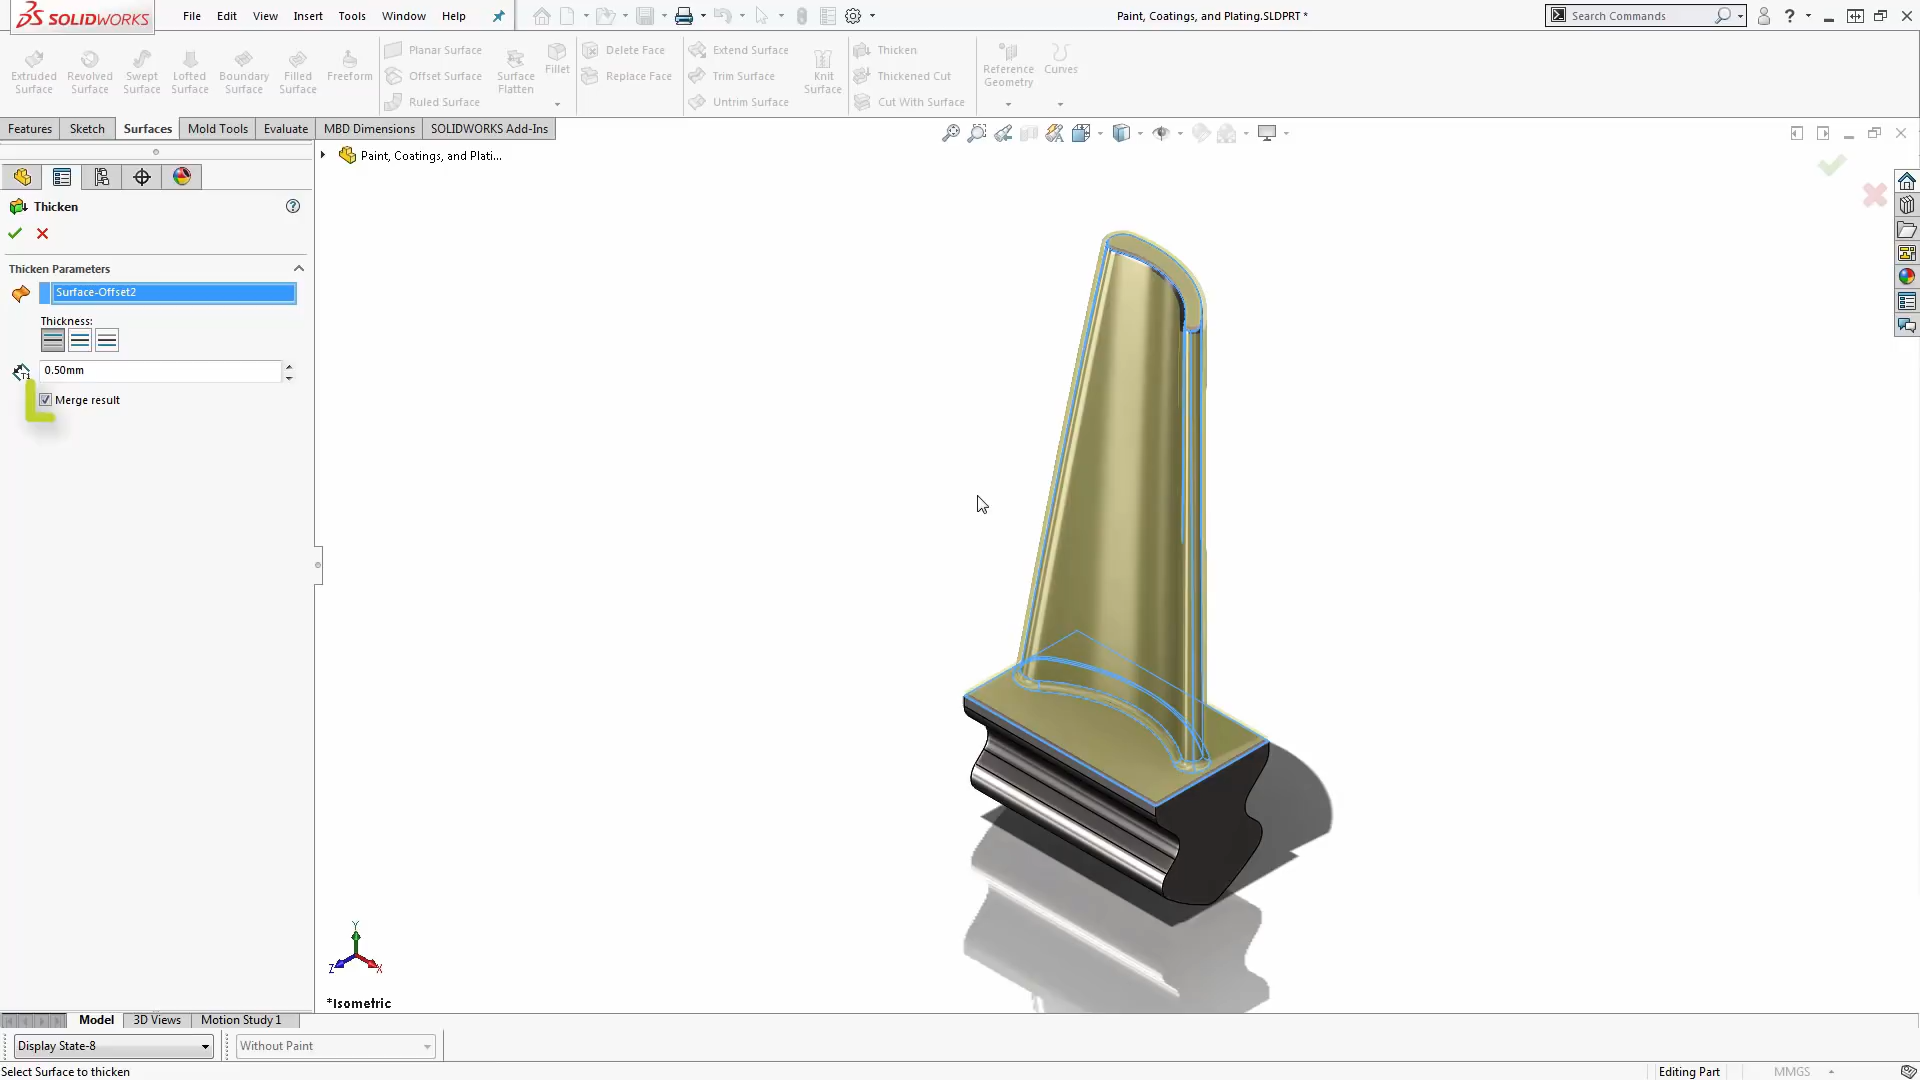 SOLIDWORKS
File Edit View Insert Tools Window Help
Paint, Coatings, and Plating.SLDPRT *
Search Commands
Extruded Surface
Revolved Surface
Swept Surface
Lofted Surface
Boundary Surface
Filled Surface
Freeform
Planar Surface
Offset Surface
Ruled Surface
Surface Flatten
Fillet
Delete Face
Replace Face
Extend Surface
Trim Surface
Untrim Surface
Knit Surface
Thicken
Thickened Cut
Cut With Surface
Reference Geometry
Curves
Features Sketch Surfaces Mold Tools Evaluate MBD Dimensions SOLIDWORKS Add-Ins
Paint, Coatings, and Plati...
Thicken
Thicken Parameters
Surface-Offset2
Thickness:
0.50mm
Merge result
Y
Z
X
*Isometric
Model 3D Views Motion Study 1
Display State-8 Without Paint
Select Surface to thicken Editing Part MMGS